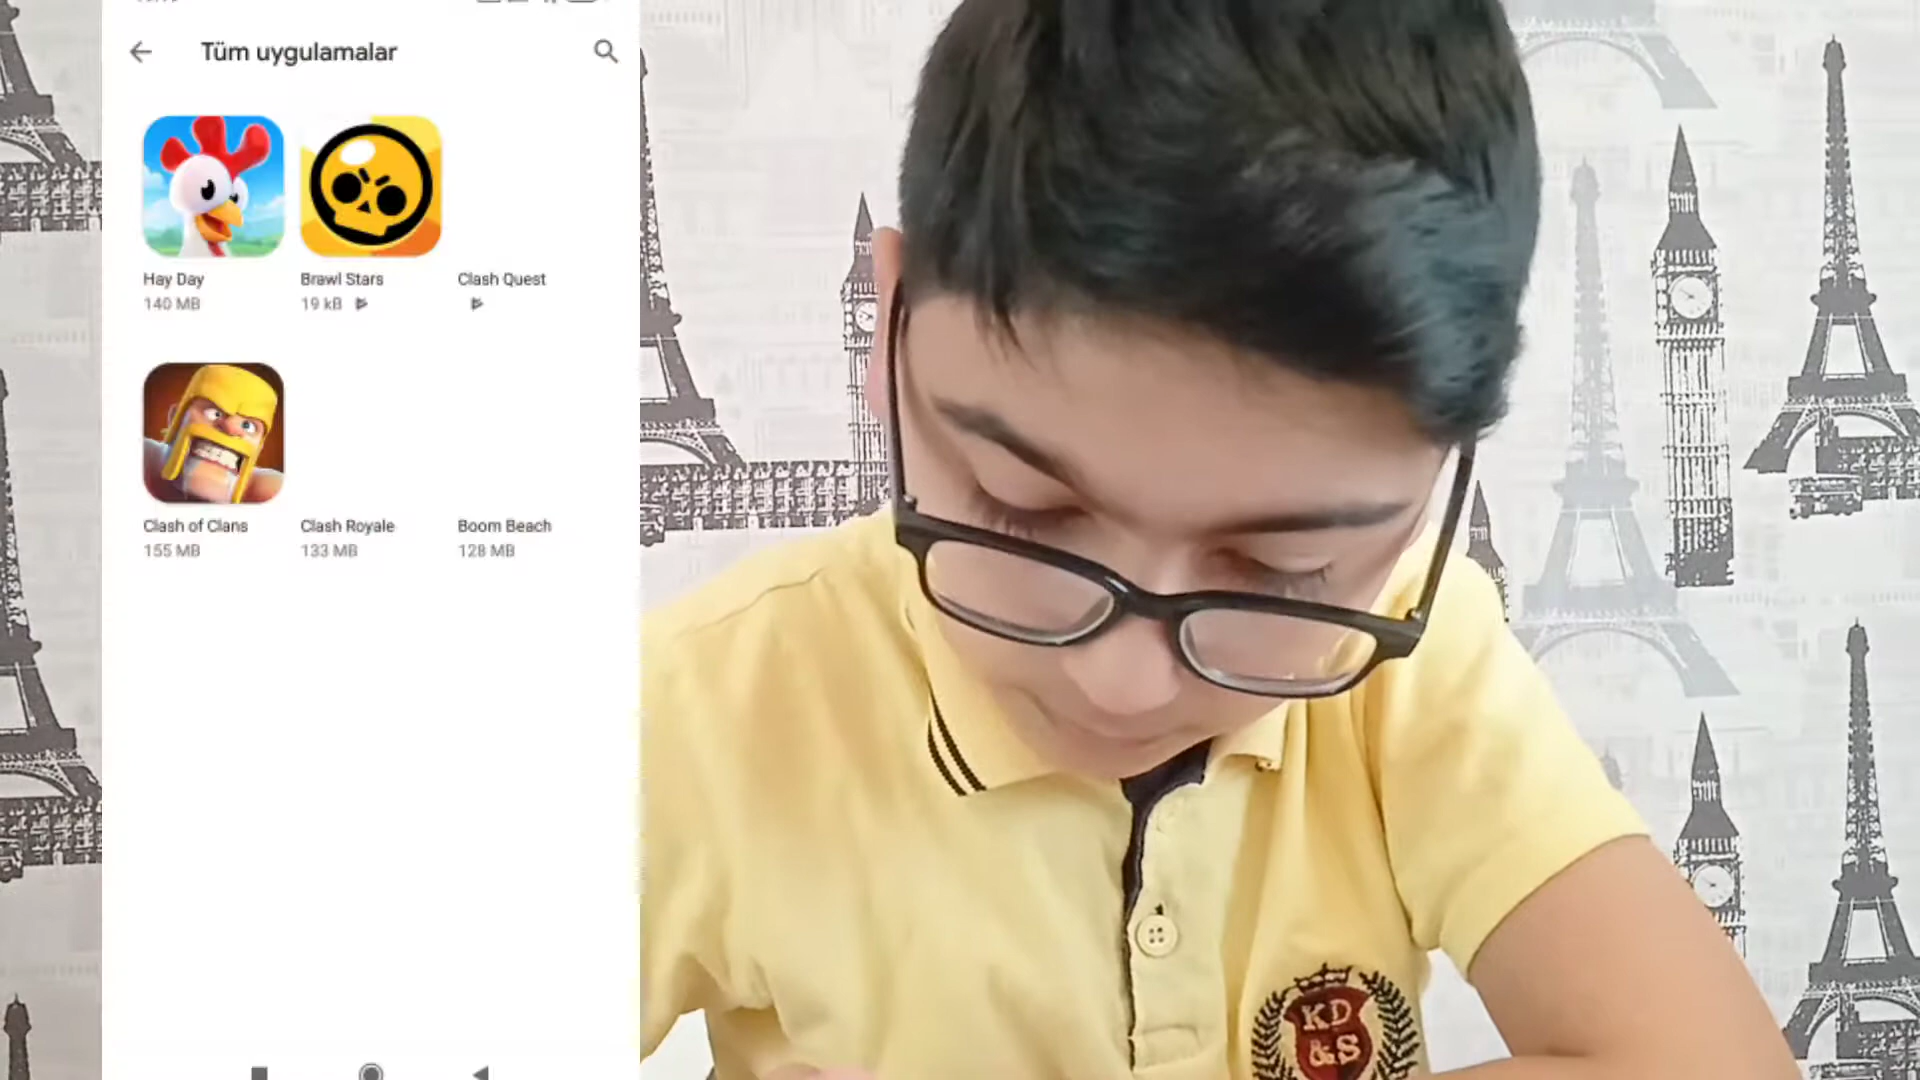 Tüm uygulamalar
Hay Day
140 MB
Brawl Stars
19 kB
Clash Quest
Clash of Clans
155 MB
Clash Royale
133 MB
Boom Beach
128 MB
KD
&S